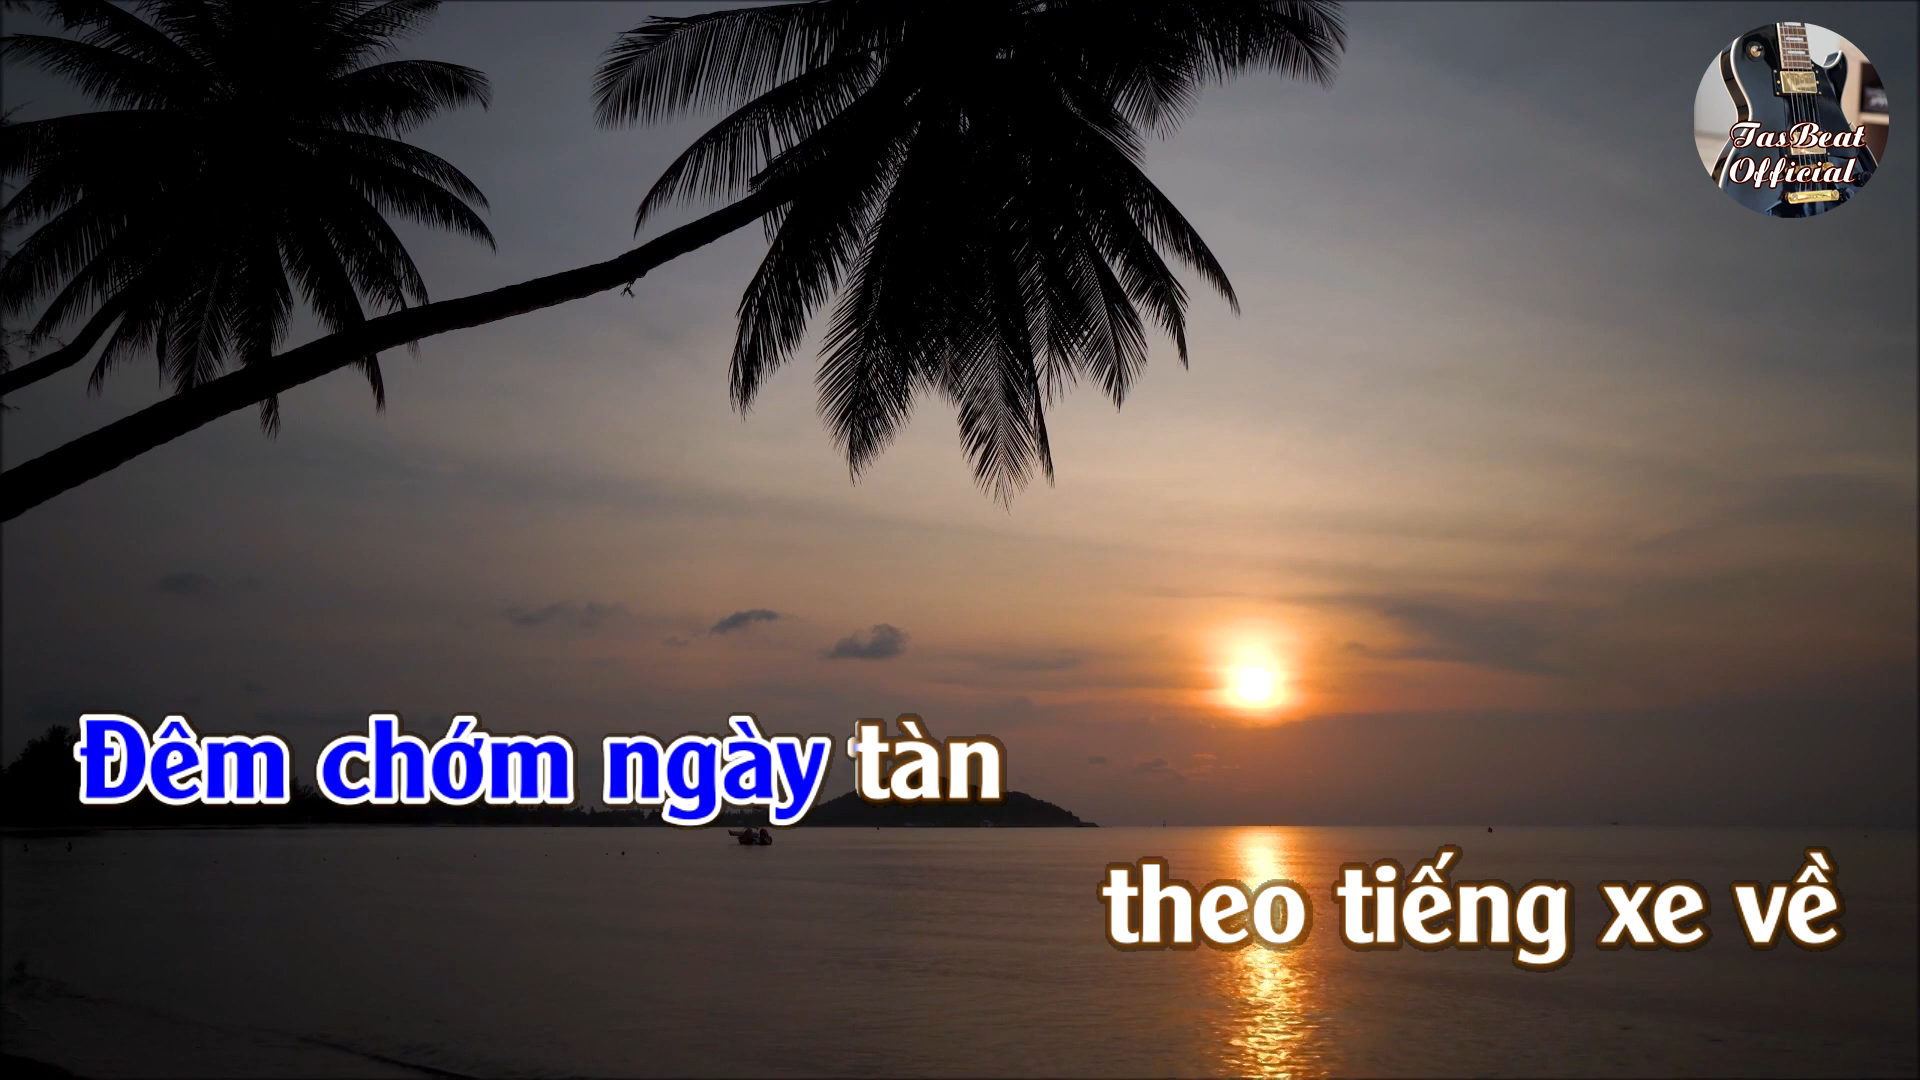 TasBeat
Official
Đêm chớm ngày tàn
theo tiếng xe về